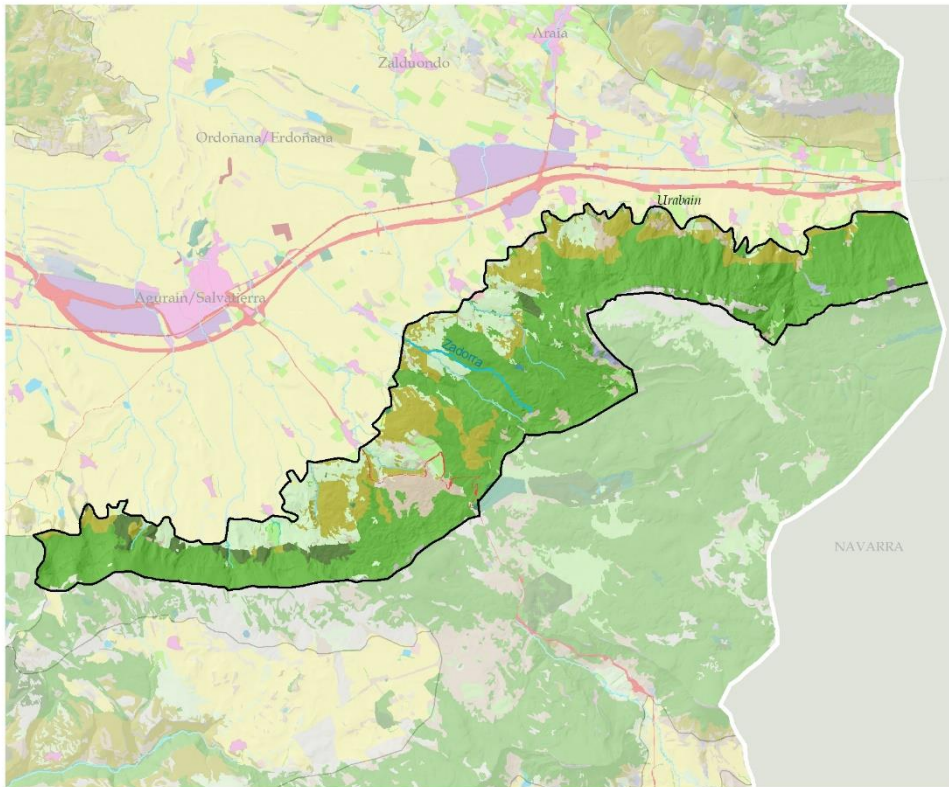 Araia
Zalduondo
Ordoñana/Erdoñana
Urabain
Agurain/Salvatierra
Zadorra
NAVARRA